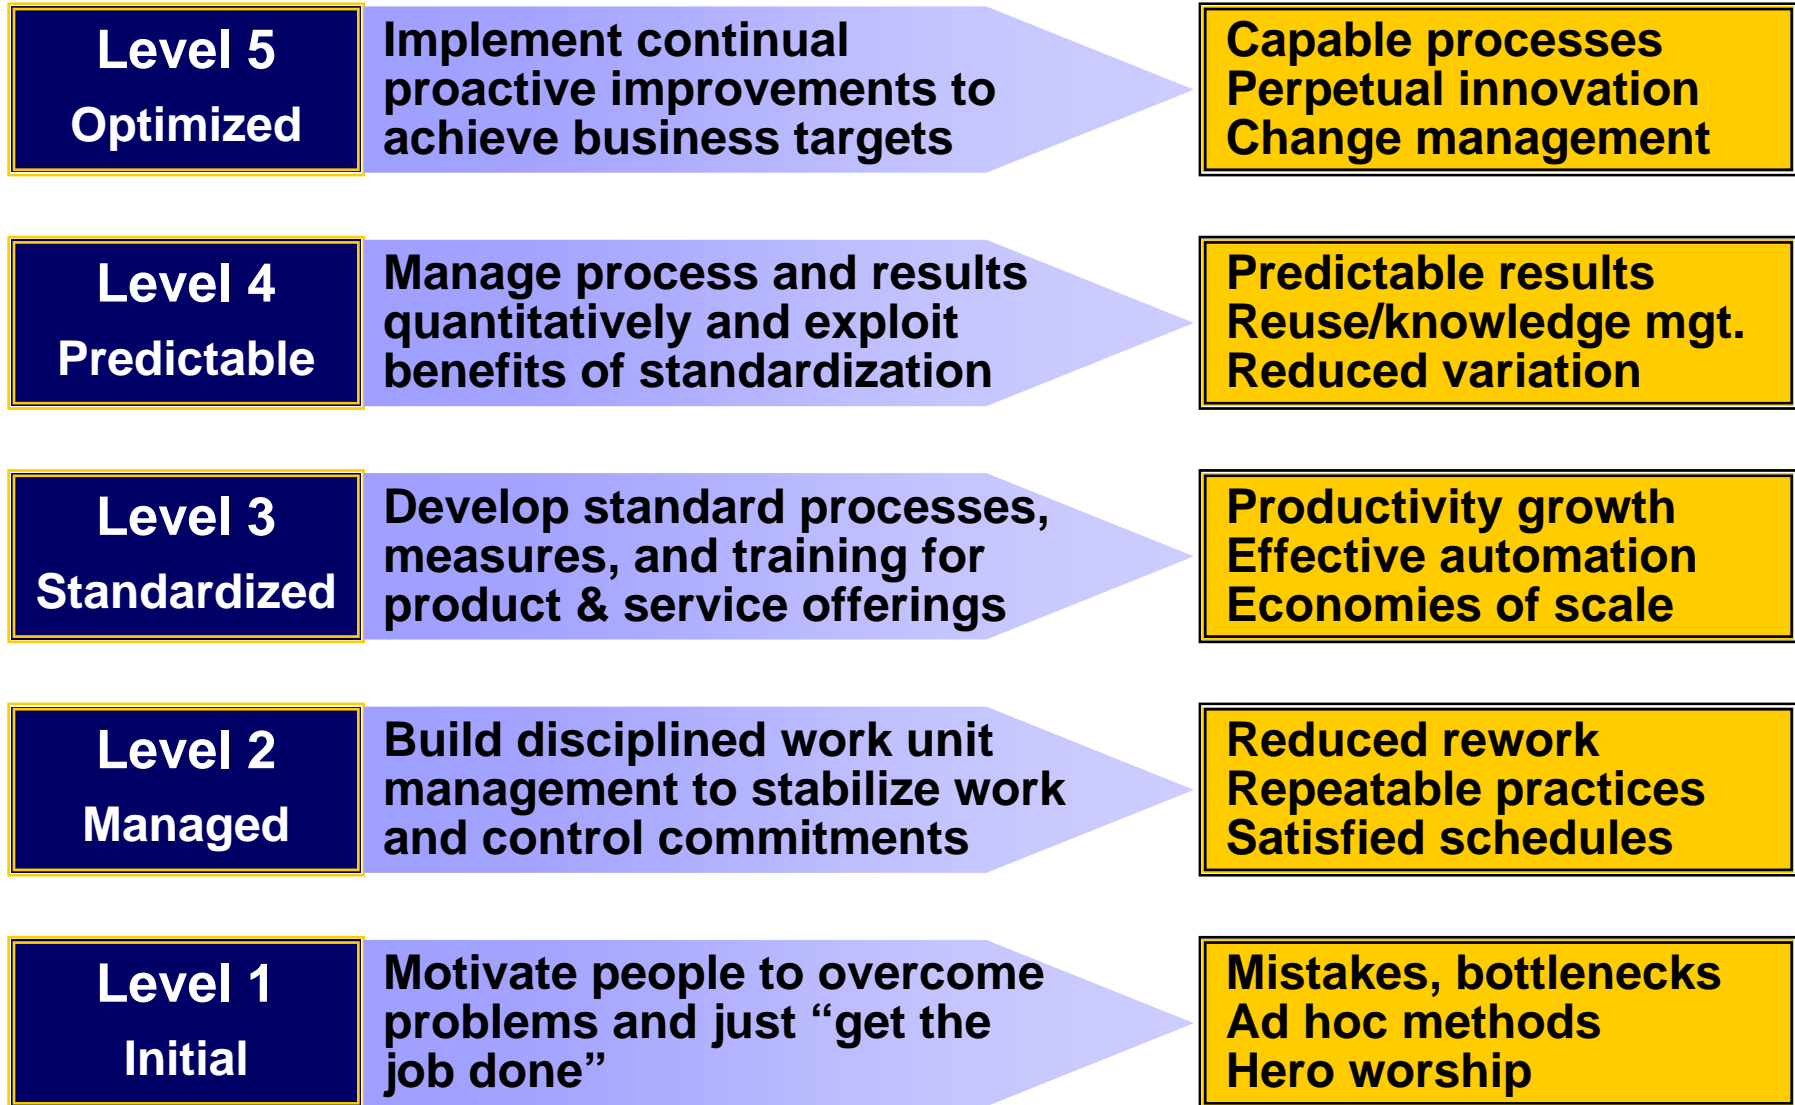 Level 5
Optimized
Implement continual
proactive improvements to
achieve business targets
Capable processes
Perpetual innovation
Change management
Level 4
Predictable
Manage process and results
quantitatively and exploit
benefits of standardization
Predictable results
Reuse/knowledge mgt.
Reduced variation
Level 3
Standardized
Develop standard processes,
measures, and training for
product & service offerings
Productivity growth
Effective automation
Economies of scale
Level 2
Managed
Build disciplined work unit
management to stabilize work
and control commitments
Reduced rework
Repeatable practices
Satisfied schedules
Level 1
Initial
Motivate people to overcome
problems and just “get the
job done”
Mistakes, bottlenecks
Ad hoc methods
Hero worship